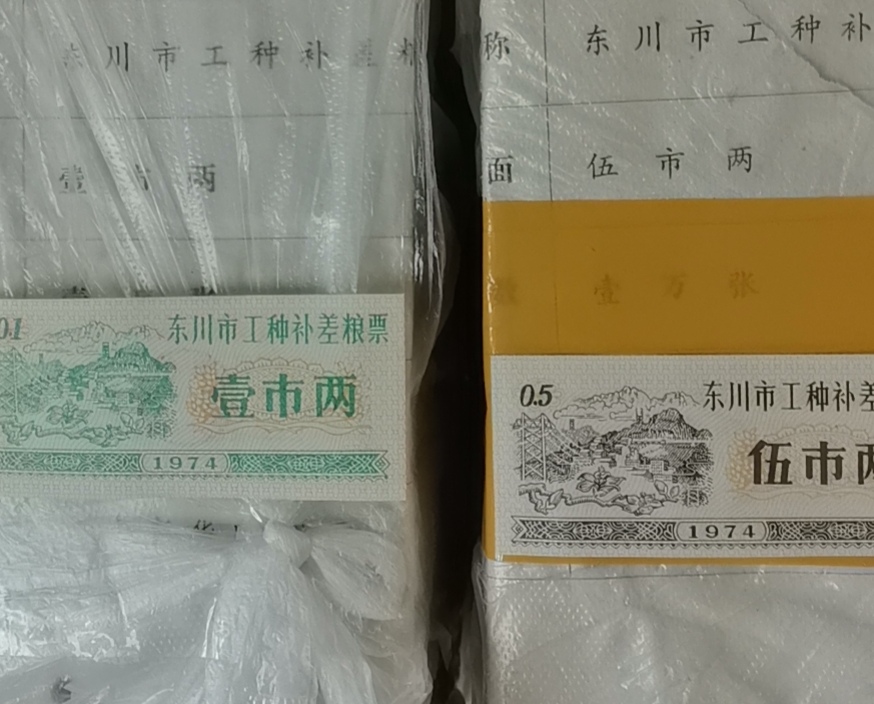 东川市工种补差粮
壹市两
0.1
东川市工种补差粮票
壹市两
1974
称 东川市工种补
面 伍市两
壹万张
0.5
东川市工种补差
伍市两
1974